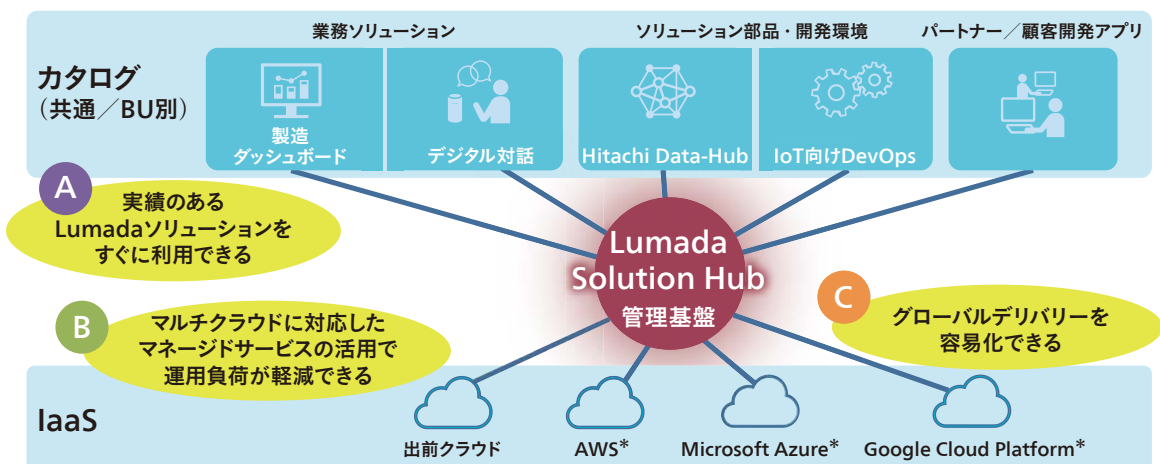 業務ソリューション
ソリューション部品・開発環境
パートナー／顧客開発アプリ
カタログ
（共通／BU別）
製造
ダッシュボード
デジタル対話
Hitachi Data-Hub
IoT向けDevOps
A
実績のある
Lumadaソリューションを
すぐに利用できる
Lumada
Solution Hub
管理基盤
B
マルチクラウドに対応した
マネージドサービスの活用で
運用負荷が軽減できる
C
グローバルデリバリーを
容易化できる
IaaS
出前クラウド
AWS*
Microsoft Azure*
Google Cloud Platform*